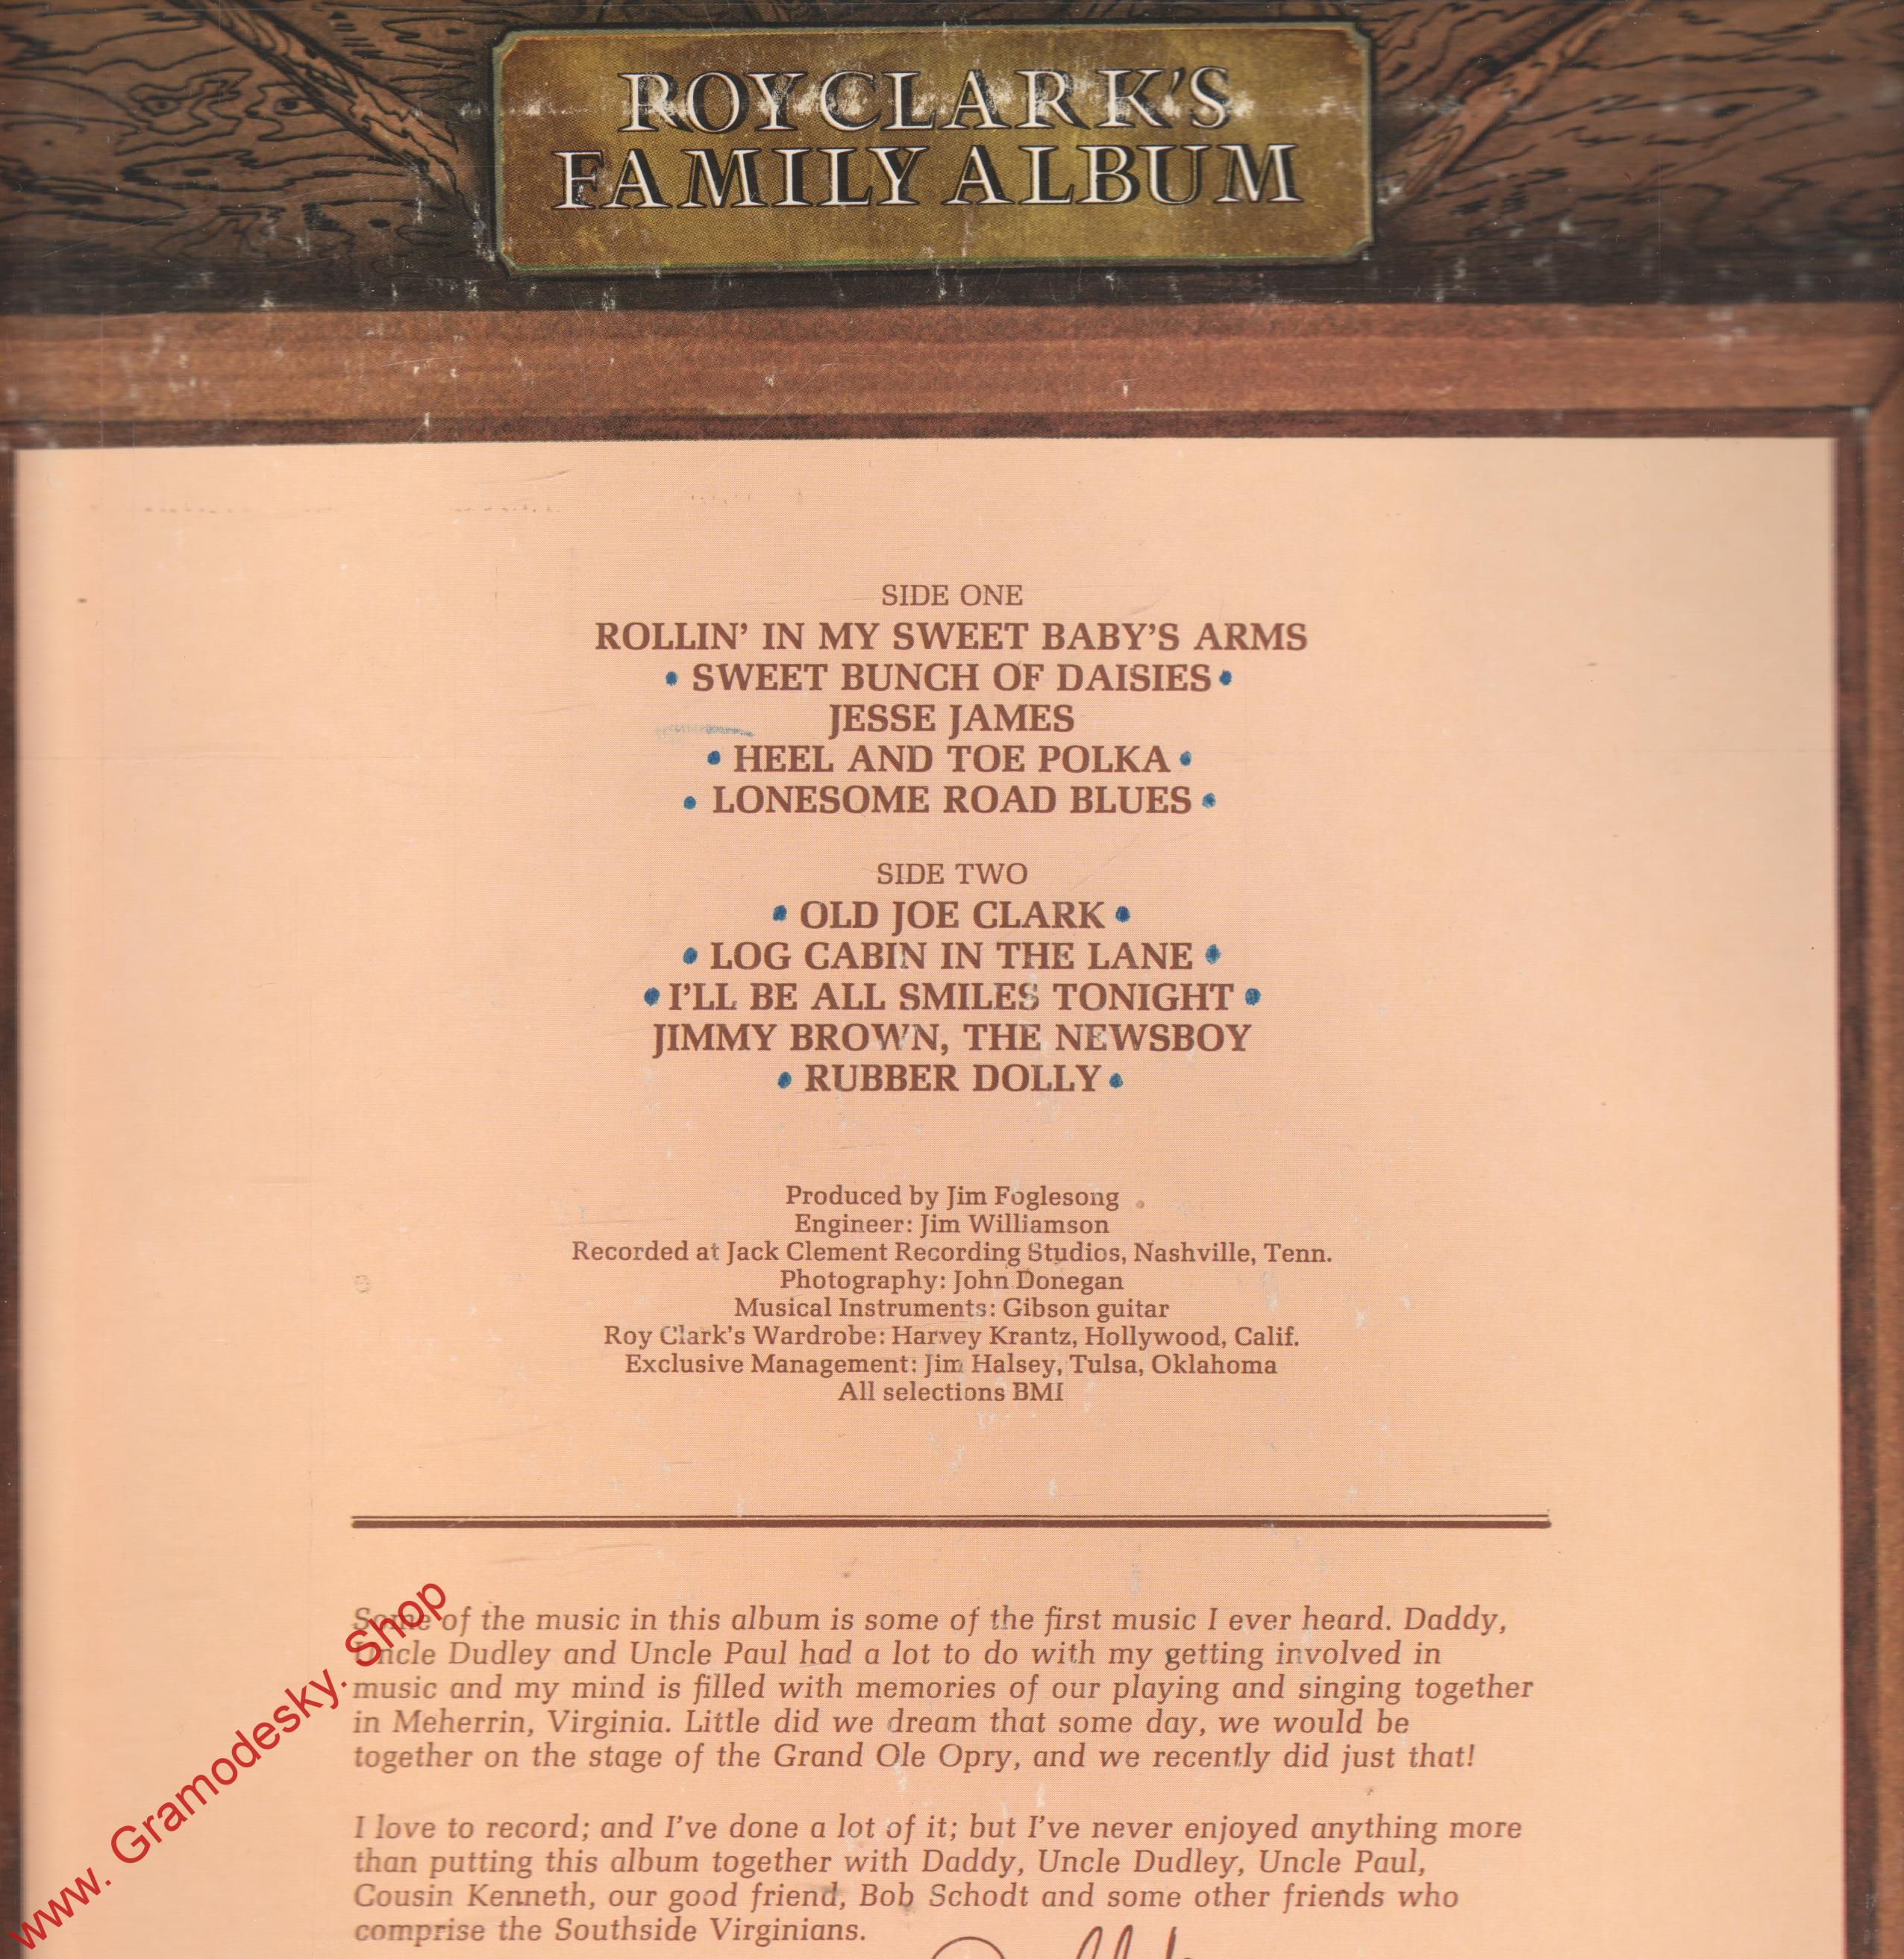 ROY CLARK'S
FAMILY ALBUM
SIDE ONE
ROLLIN' IN MY SWEET BABY'S ARMS
• SWEET BUNCH OF DAISIES •
JESSE JAMES
• HEEL AND TOE POLKA •
• LONESOME ROAD BLUES •
SIDE TWO
• OLD JOE CLARK •
• LOG CABIN IN THE LANE •
• I'LL BE ALL SMILES TONIGHT •
JIMMY BROWN, THE NEWSBOY
• RUBBER DOLLY •
Produced by Jim Foglesong
Engineer: Jim Williamson
Recorded at Jack Clement Recording Studios, Nashville, Tenn.
Photography: John Donegan
Musical Instruments: Gibson guitar
Roy Clark's Wardrobe: Harvey Krantz, Hollywood, Calif.
Exclusive Management: Jim Halsey, Tulsa, Oklahoma
All selections BMI
Some of the music in this album is some of the first music I ever heard. Daddy,
Uncle Dudley and Uncle Paul had a lot to do with my getting involved in
music and my mind is filled with memories of our playing and singing together
in Meherrin, Virginia. Little did we dream that some day, we would be
together on the stage of the Grand Ole Opry, and we recently did just that!
I love to record; and I've done a lot of it; but I've never enjoyed anything more
than putting this album together with Daddy, Uncle Dudley, Uncle Paul,
Cousin Kenneth, our good friend, Bob Schodt and some other friends who
comprise the Southside Virginians.
www. Gramodesky. Shop